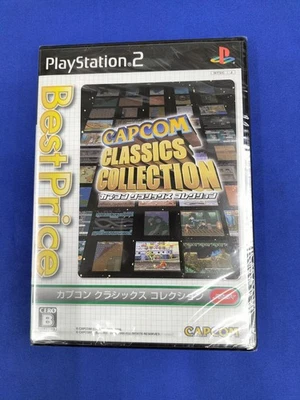 PlayStation 2
BestPrice
CAPCOM
CLASSICS
COLLECTION
カプコン クラシックス コレクション
カプコン クラシックス コレクション
CERO
B
CAPCOM